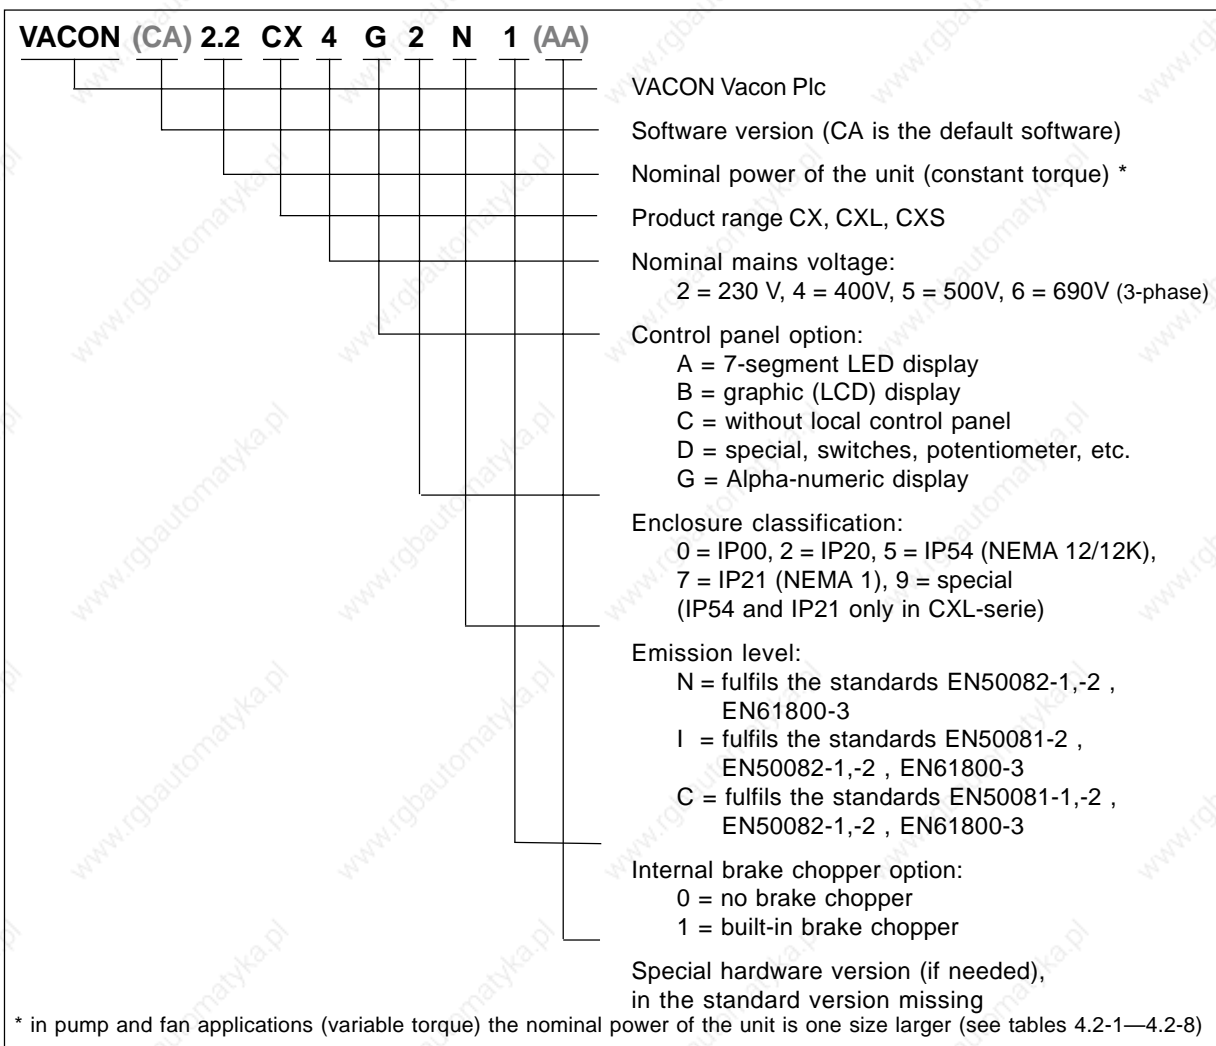 VACON (CA) 2.2 CX 4 G 2 N 1 (AA)
VACON Vacon Plc
Software version (CA is the default software)
Nominal power of the unit (constant torque) *
Product range CX, CXL, CXS
Nominal mains voltage:
2 = 230 V, 4 = 400V, 5 = 500V, 6 = 690V (3-phase)
Control panel option:
A = 7-segment LED display
B = graphic (LCD) display
C = without local control panel
D = special, switches, potentiometer, etc.
G = Alpha-numeric display
Enclosure classification:
0 = IP00, 2 = IP20, 5 = IP54 (NEMA 12/12K),
7 = IP21 (NEMA 1), 9 = special
(IP54 and IP21 only in CXL-serie)
Emission level:
N = fulfils the standards EN50082-1,-2 ,
EN61800-3
I = fulfils the standards EN50081-2 ,
EN50082-1,-2 , EN61800-3
C = fulfils the standards EN50081-1,-2 ,
EN50082-1,-2 , EN61800-3
Internal brake chopper option:
0 = no brake chopper
1 = built-in brake chopper
Special hardware version (if needed),
in the standard version missing
* in pump and fan applications (variable torque) the nominal power of the unit is one size larger (see tables 4.2-1—4.2-8)
www.rgbautomatyka.pl